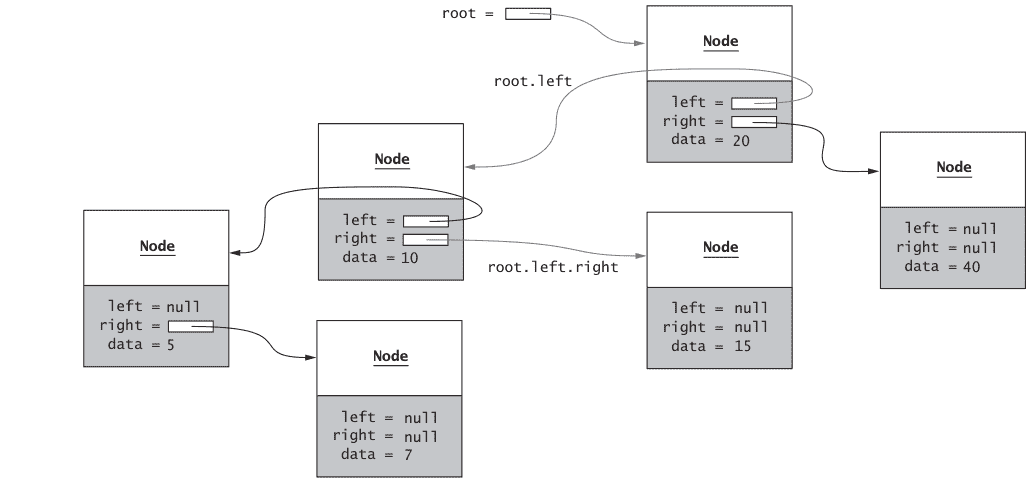 root =
Node
root.left
left =
right =
data = 20
Node
left = null
right = null
data = 40
Node
left =
right =
data = 10
root.left.right
Node
left = null
right = null
data = 15
Node
left = null
right =
data = 5
Node
left = null
right = null
data = 7